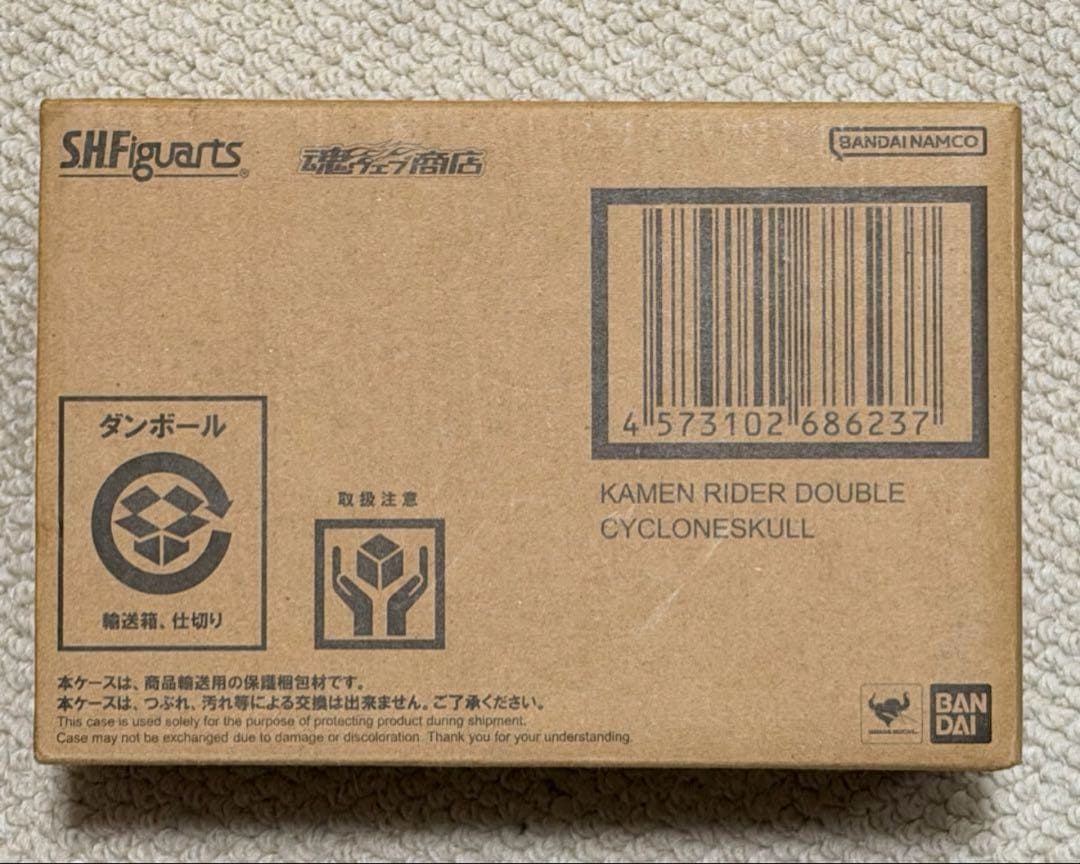 S.H.Figuarts®
魂ウェブ商店
BANDAI NAMCO
4 573102 686237
KAMEN RIDER DOUBLE
CYCLONESKULL
ダンボール
輸送箱、仕切り
取扱注意
本ケースは、商品輸送用の保護梱包材です。
本ケースは、つぶれ、汚れ等による交換は出来ません。ご了承ください。
This case is used solely for the purpose of protecting product during shipment.
Case may not be exchanged due to damage or discoloration. Thank you for your understanding.
BAN
DAI